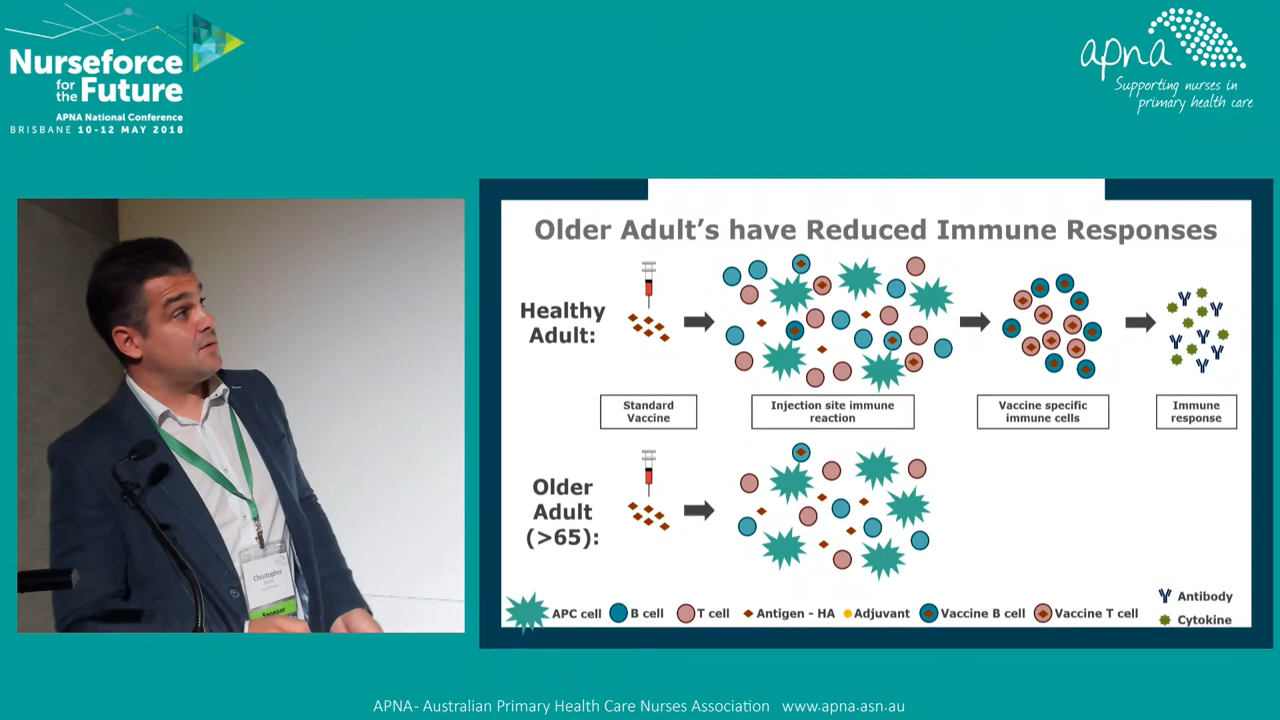 Nurseforce
for the Future
APNA National Conference
BRISBANE 10-12 MAY 2018
apna
Supporting nurses in
primary health care
Christopher
Sponsor
Older Adult's have Reduced Immune Responses
Healthy
Adult:
Standard
Vaccine
Injection site immune
reaction
Vaccine specific
immune cells
Immune
response
Older
Adult
(>65):
APC cell B cell T cell Antigen - HA Adjuvant Vaccine B cell Vaccine T cell
Antibody
Cytokine
APNA- Australian Primary Health Care Nurses Association www.apna.asn.au